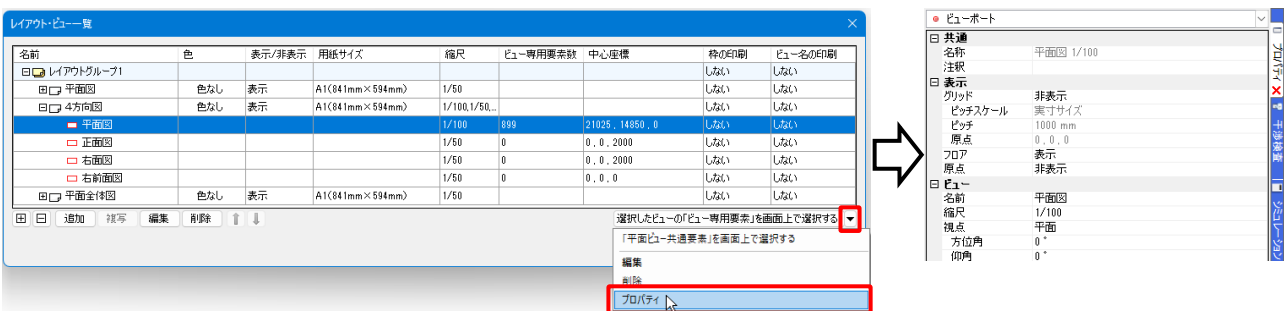 レイアウト・ビュー一覧
名前 色 表示/非表示 用紙サイズ 縮尺 ビュー専用要素数 中心座標 枠の印刷 ビュー名の印刷
レイアウトグループ1 しない しない
平面図 色なし 表示 A1(841mm×594mm) 1/50 しない しない
4方向図 色なし 表示 A1(841mm×594mm) 1/100,1/50,... しない しない
平面図 1/100 899 21025 , 14850 , 0 しない しない
正面図 1/50 0 0 , 0 , 2000 しない しない
右面図 1/50 0 0 , 0 , 2000 しない しない
右前面図 1/50 0 0 , 0 , 0 しない しない
平面全体図 色なし 表示 A1(841mm×594mm) 1/50 しない しない
追加 複写 編集 削除 選択したビューの「ビュー専用要素」を画面上で選択する
「平面ビュー共通要素」を画面上で選択する
編集
削除
プロパティ
ビューポート
共通
名称 平面図 1/100
注釈
表示
グリッド 非表示
ピッチスケール 実寸サイズ
ピッチ 1000 mm
原点 0 , 0 , 0
フロア 表示
原点 非表示
ビュー
名前 平面図
縮尺 1/100
視点 平面
方位角 0 °
仰角 0 °
プロパティ
干渉検査
シミュレーション